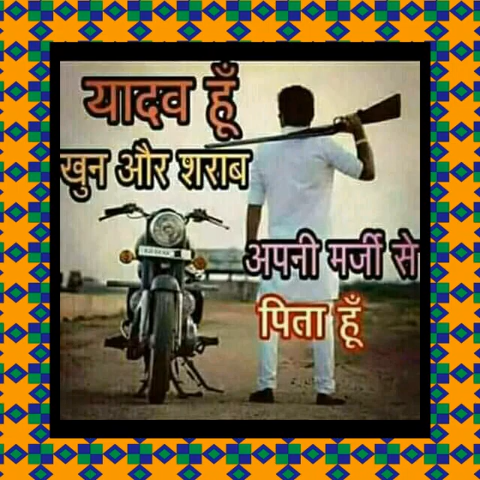 यादव हूँ
खुन और शराब
अपनी मर्जी से
पिता हूँ